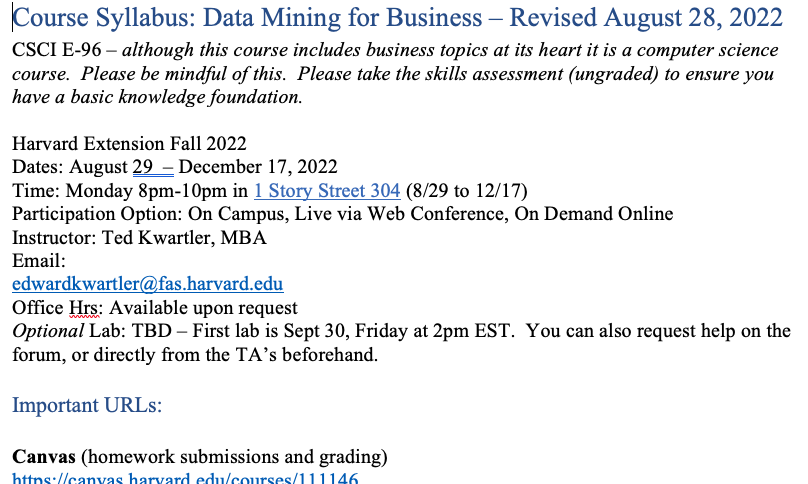 Course Syllabus: Data Mining for Business – Revised August 28, 2022
CSCI E-96 – although this course includes business topics at its heart it is a computer science
course.  Please be mindful of this.  Please take the skills assessment (ungraded) to ensure you
have a basic knowledge foundation.
Harvard Extension Fall 2022
Dates: August 29  – December 17, 2022
Time: Monday 8pm-10pm in 1 Story Street 304 (8/29 to 12/17)
Participation Option: On Campus, Live via Web Conference, On Demand Online
Instructor: Ted Kwartler, MBA
Email:
edwardkwartler@fas.harvard.edu
Office Hrs: Available upon request
Optional Lab: TBD – First lab is Sept 30, Friday at 2pm EST.  You can also request help on the
forum, or directly from the TA’s beforehand.
Important URLs:
Canvas (homework submissions and grading)
https://canvas.harvard.edu/courses/111146